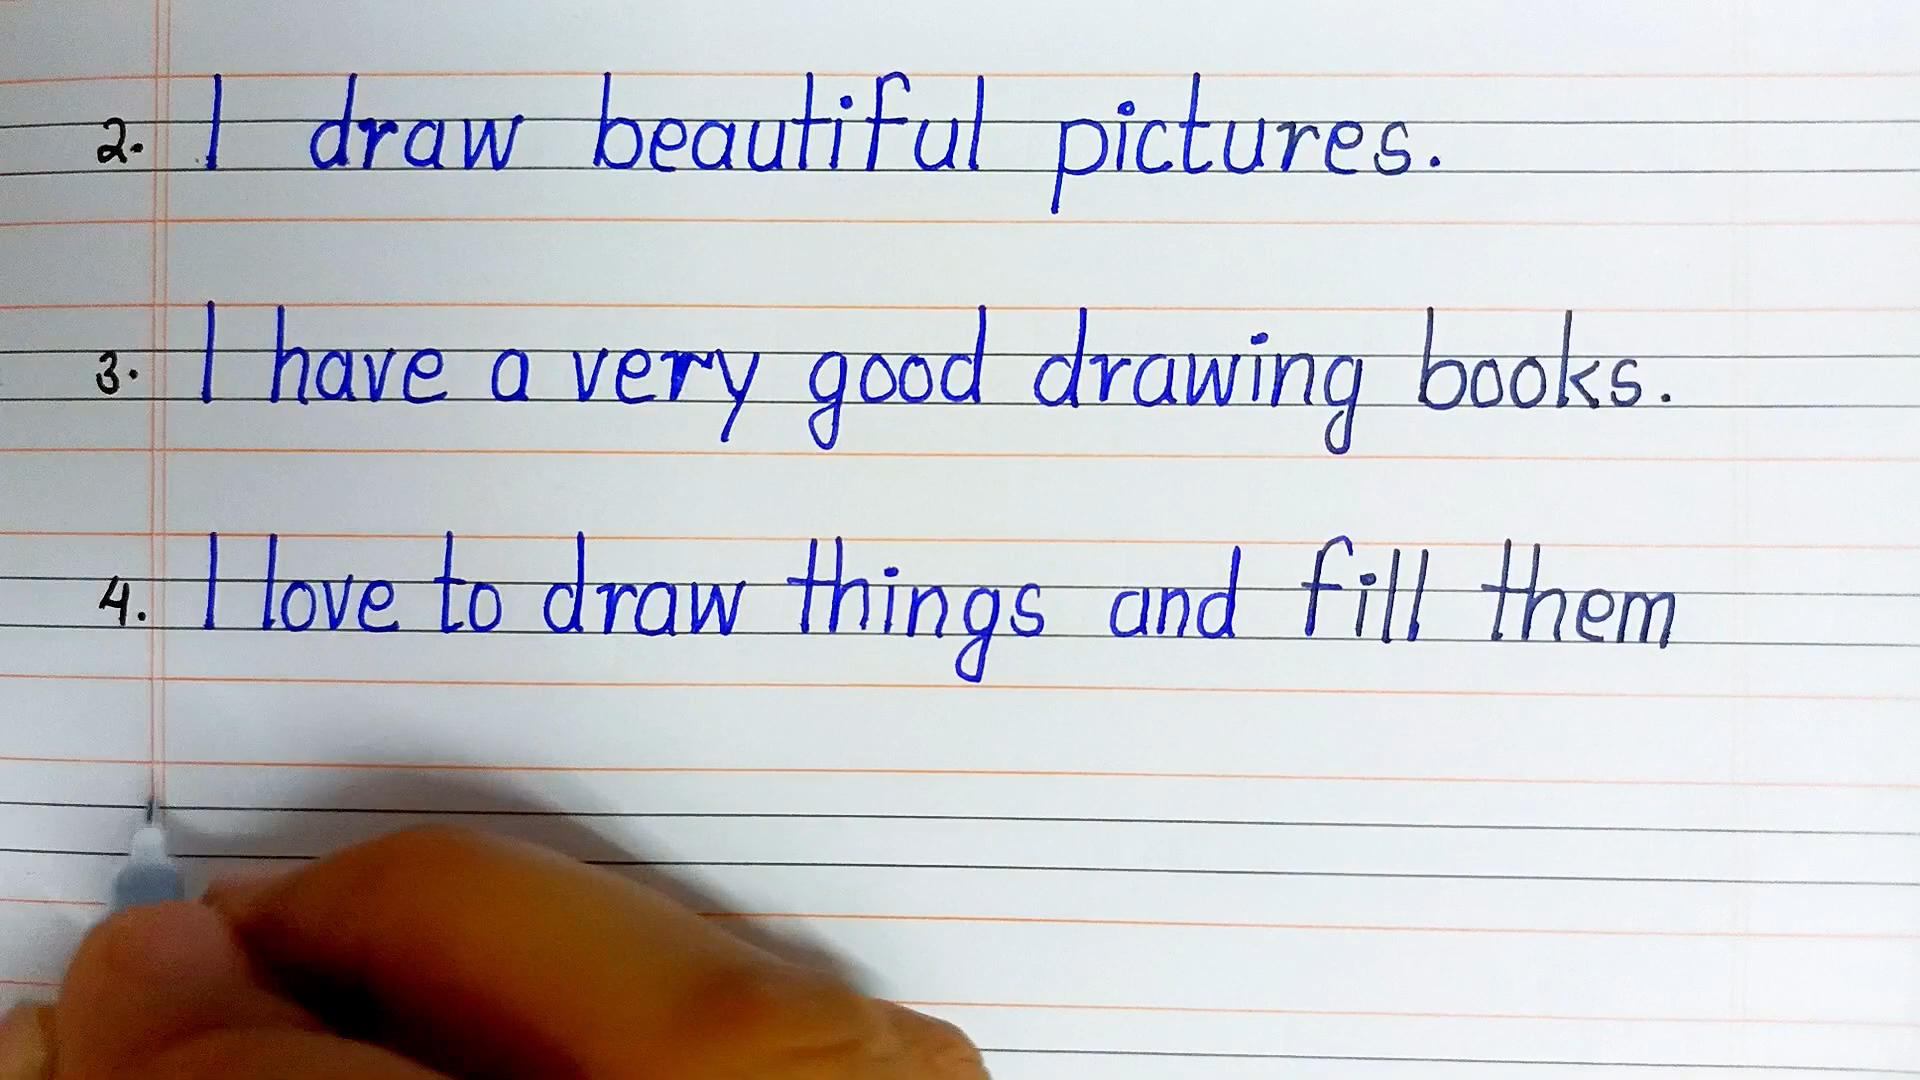 2. I draw beautiful pictures.
3. I have a very good drawing books.
4. I love to draw things and fill them